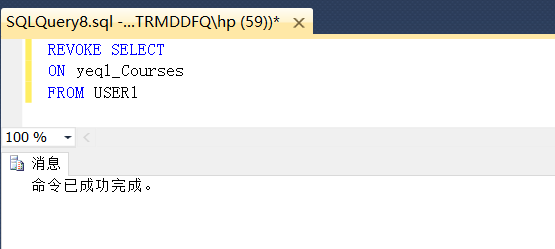 SQLQuery8.sql -...TRMDDFQ\hp (59))*
REVOKE SELECT
ON yeql_Courses
FROM USER1
100 %
消息
命令已成功完成。